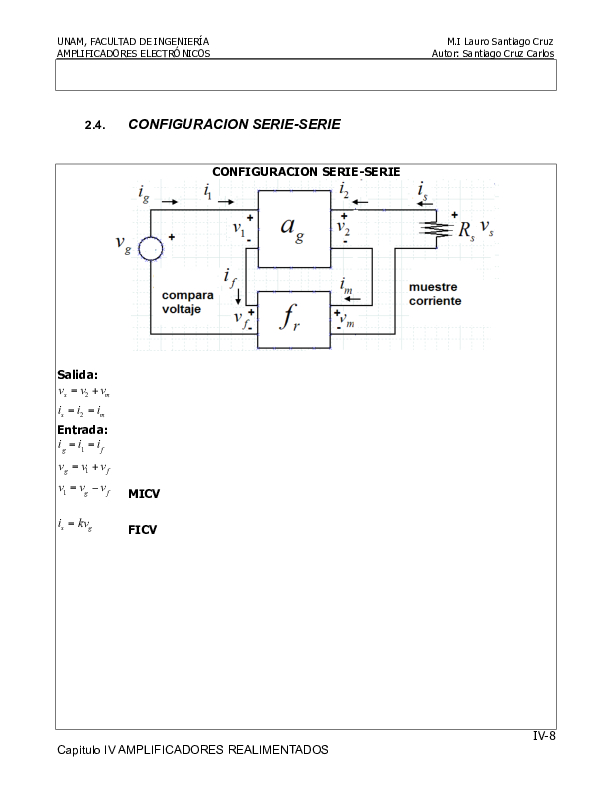 UNAM, FACULTAD DE INGENIERÍA M.I Lauro Santiago Cruz
AMPLIFICADORES ELECTRÓNICOS Autor: Santiago Cruz Carlos
2.4. CONFIGURACION SERIE-SERIE
CONFIGURACION SERIE-SERIE
i_g i_1 i_2 i_s
+ v_1 - a_g + v_2 - + R_s v_s
v_g +
i_f i_m
compara
voltaje
muestre
corriente
v_f + - f_r + v_m -
Salida:
v_s = v_2 + v_m
i_s = i_2 = i_m
Entrada:
i_g = i_1 = i_f
v_g = v_1 + v_f
v_1 = v_g − v_f MICV
i_s = kv_g FICV
IV-8
Capitulo IV AMPLIFICADORES REALIMENTADOS